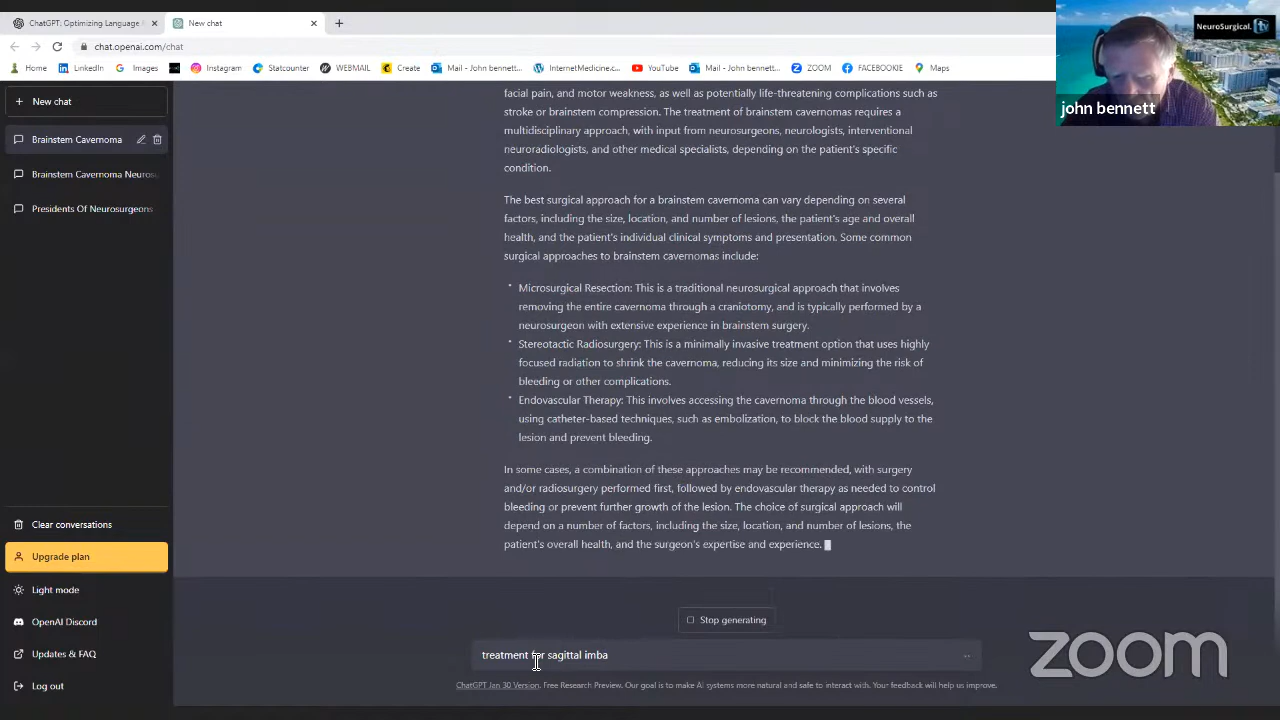 ChatGPT: Optimizing Language
New chat
NeuroSurgical. tv
chat.openai.com/chat
Home
LinkedIn
Images
Instagram
Statcounter
WEBMAIL
Create
Mail - John bennett...
InternetMedicine.c...
YouTube
Mail - John bennett...
ZOOM
FACEBOOKIE
Maps
john bennett
New chat
Brainstem Cavernoma
Brainstem Cavernoma Neuros
Presidents Of Neurosurgeons
facial pain, and motor weakness, as well as potentially life-threatening complications such as
stroke or brainstem compression. The treatment of brainstem cavernomas requires a
multidisciplinary approach, with input from neurosurgeons, neurologists, interventional
neuroradiologists, and other medical specialists, depending on the patient's specific
condition.
The best surgical approach for a brainstem cavernoma can vary depending on several
factors, including the size, location, and number of lesions, the patient's age and overall
health, and the patient's individual clinical symptoms and presentation. Some common
surgical approaches to brainstem cavernomas include:
• Microsurgical Resection: This is a traditional neurosurgical approach that involves
removing the entire cavernoma through a craniotomy, and is typically performed by a
neurosurgeon with extensive experience in brainstem surgery.
• Stereotactic Radiosurgery: This is a minimally invasive treatment option that uses highly
focused radiation to shrink the cavernoma, reducing its size and minimizing the risk of
bleeding or other complications.
• Endovascular Therapy: This involves accessing the cavernoma through the blood vessels,
using catheter-based techniques, such as embolization, to block the blood supply to the
lesion and prevent bleeding.
In some cases, a combination of these approaches may be recommended, with surgery
and/or radiosurgery performed first, followed by endovascular therapy as needed to control
bleeding or prevent further growth of the lesion. The choice of surgical approach will
depend on a number of factors, including the size, location, and number of lesions, the
patient's overall health, and the surgeon's expertise and experience.
Clear conversations
Upgrade plan
Light mode
OpenAI Discord
Updates & FAQ
Log out
Stop generating
treatment for sagittal imba
ChatGPT Jan 30 Version. Free Research Preview. Our goal is to make AI systems more natural and safe to interact with. Your feedback will help us improve.
zoom